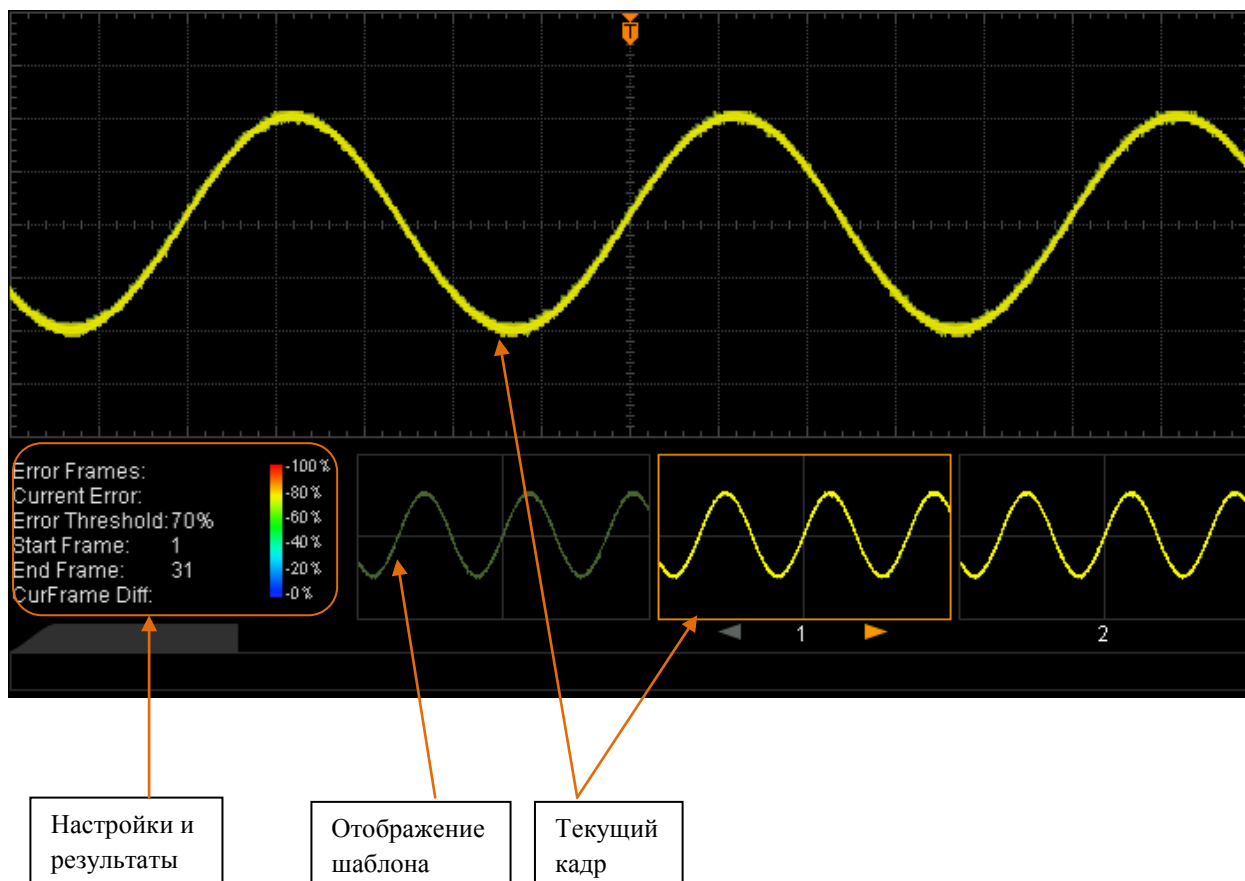 T
Error Frames:
Current Error:
Error Threshold:70%
Start Frame: 1
End Frame: 31
CurFrame Diff:
-100%
-80%
-60%
-40%
-20%
-0%
1
2
Настройки и
результаты
Отображение
шаблона
Текущий
кадр